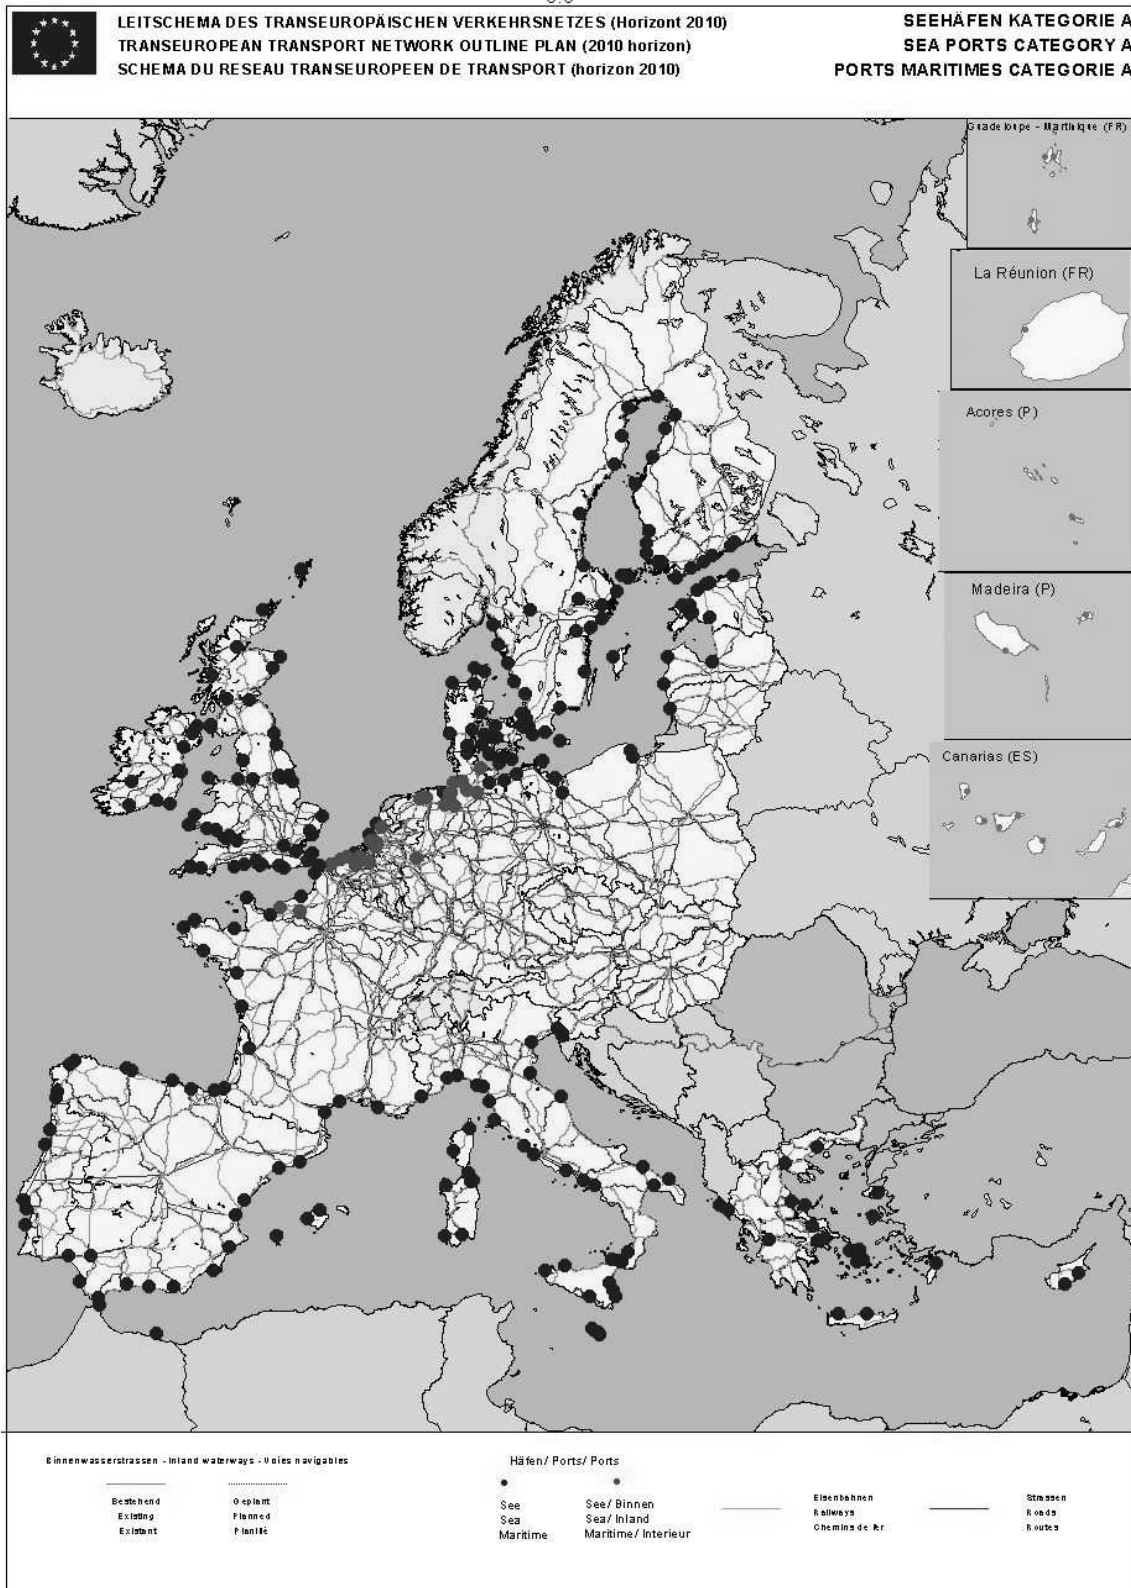 LEITSCHEMA DES TRANSEUROPÄISCHEN VERKEHRSNETZES (Horizont 2010)
TRANSEUROPEAN TRANSPORT NETWORK OUTLINE PLAN (2010 horizon)
SCHEMA DU RESEAU TRANSEUROPEEN DE TRANSPORT (horizon 2010)
SEEHÄFEN KATEGORIE A
SEA PORTS CATEGORY A
PORTS MARITIMES CATEGORIE A
Guadeloupe - Martinique (FR)
La Réunion (FR)
Acores (P)
Madeira (P)
Canarias (ES)
Binnenwasserstrassen - Inland waterways - Voies navigables
Bestehend
Existing
Existant
Geplant
Planned
Planifié
Häfen/ Ports/ Ports
See
Sea
Maritime
See/ Binnen
Sea/ Inland
Maritime/ Interieur
Eisenbahnen
Railways
Chemins de fer
Strassen
Roads
Routes